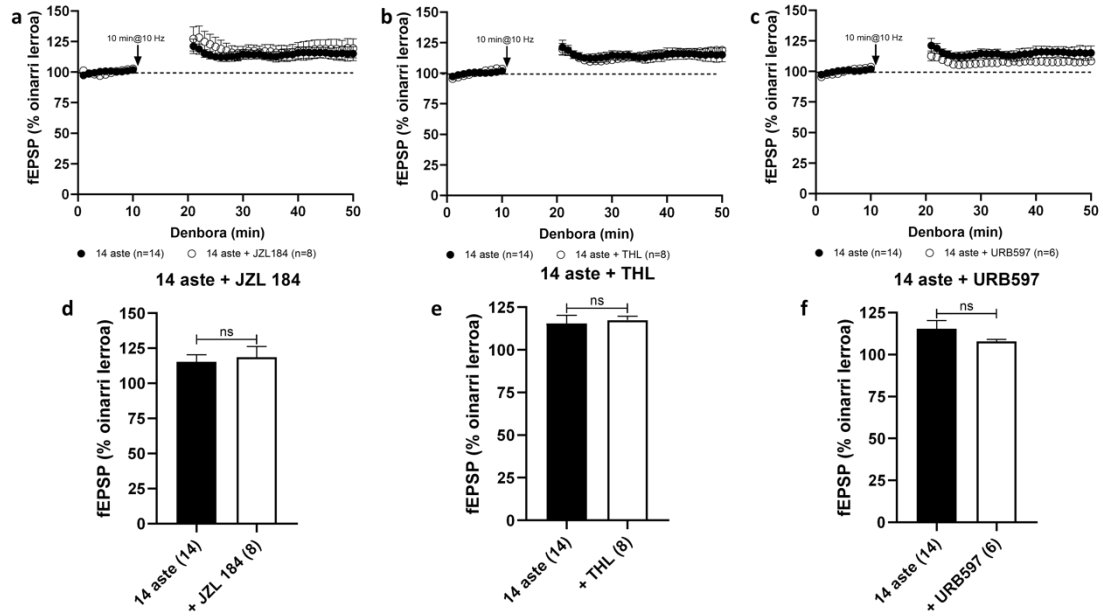 a
fEPSP (% oinarri lerroa)
150
125
100
75
50
25
0
10 min@10 Hz
0 10 20 30 40 50
Denbora (min)
14 aste (n=14) 14 aste + JZL184 (n=8)
b
fEPSP (% oinarri lerroa)
150
125
100
75
50
25
0
10 min@10 Hz
0 10 20 30 40 50
Denbora (min)
14 aste (n=14) 14 aste + THL (n=8)
c
fEPSP (% oinarri lerroa)
150
125
100
75
50
25
0
10 min@10 Hz
0 10 20 30 40 50
Denbora (min)
14 aste (n=14) 14 aste + URB597 (n=6)
14 aste + JZL 184
d
fEPSP (% oinarri lerroa)
150
125
100
75
50
25
0
ns
14 aste (14)
+ JZL 184 (8)
14 aste + THL
e
fEPSP (% oinarri lerroa)
125
100
75
50
25
0
ns
14 aste (14)
+ THL (8)
14 aste + URB597
f
fEPSP (% oinarri lerroa)
125
100
75
50
25
0
ns
14 aste (14)
+ URB597 (6)